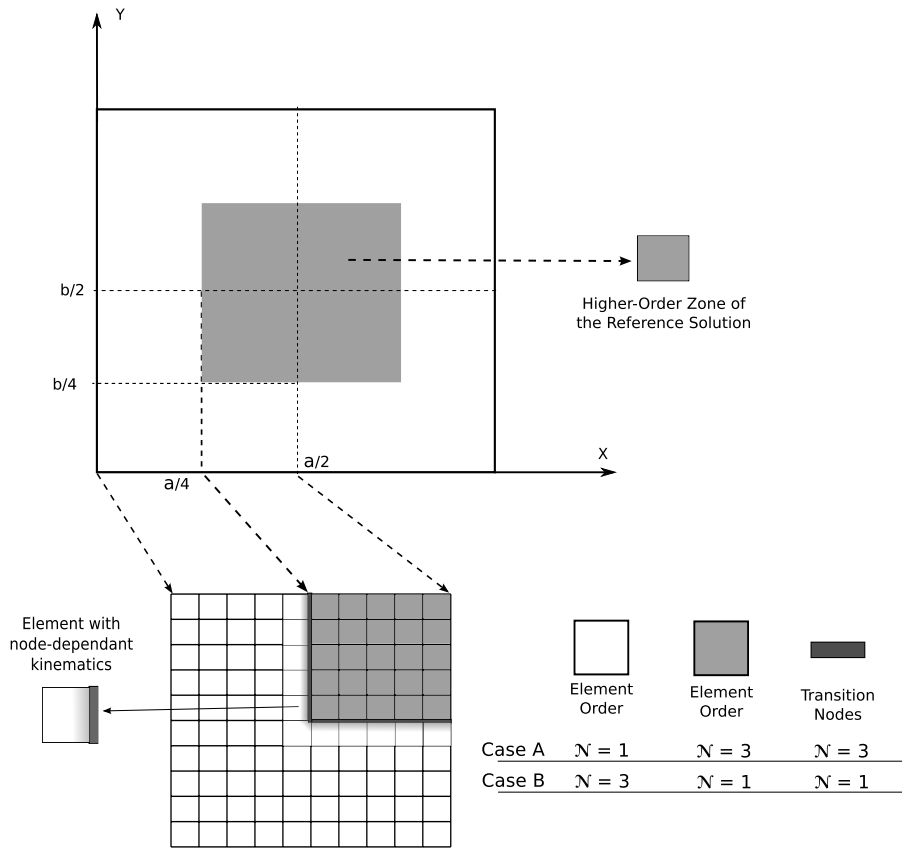 Y
b/2
b/4
a/2
a/4
X
Higher-Order Zone of
the Reference Solution
Element with
node-dependant
kinematics
Element
Order
Element
Order
Transition
Nodes
Case A N = 1 N = 3 N = 3
Case B N = 3 N = 1 N = 1